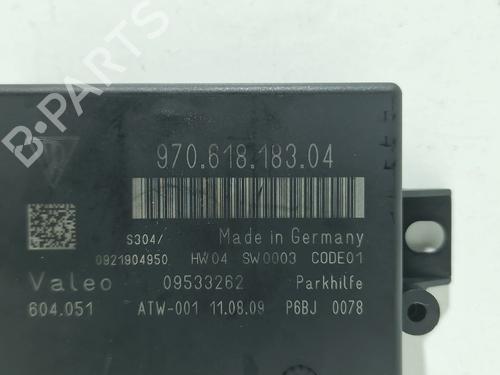 970.618.183.04
S304/ Made in Germany
0921904950 HW04 SW0003 CODE01
Valeo 09533262 Parkhilfe
604.051 ATW-001 11.08.09 P6BJ 0078
B-PARTS